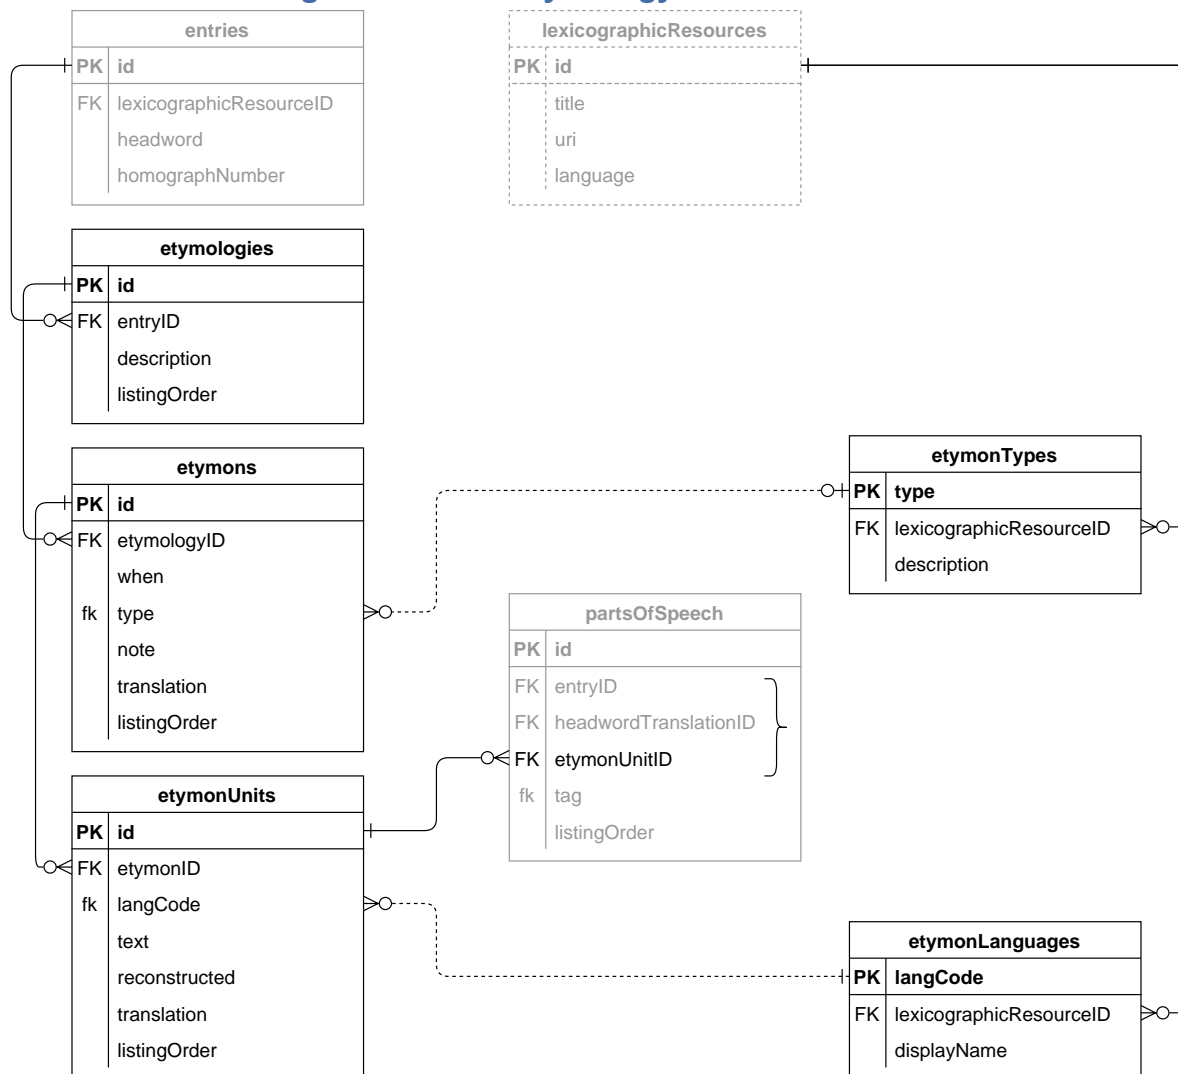 entries
PK id
FK lexicographicResourceID
headword
homographNumber
lexicographicResources
PK id
title
uri
language
etymologies
PK id
FK entryID
description
listingOrder
etymons
PK id
FK etymologyID
when
fk type
note
translation
listingOrder
etymonTypes
PK type
FK lexicographicResourceID
description
partsOfSpeech
PK id
FK entryID
FK headwordTranslationID
FK etymonUnitID
fk tag
listingOrder
etymonUnits
PK id
FK etymonID
fk langCode
text
reconstructed
translation
listingOrder
etymonLanguages
PK langCode
FK lexicographicResourceID
displayName